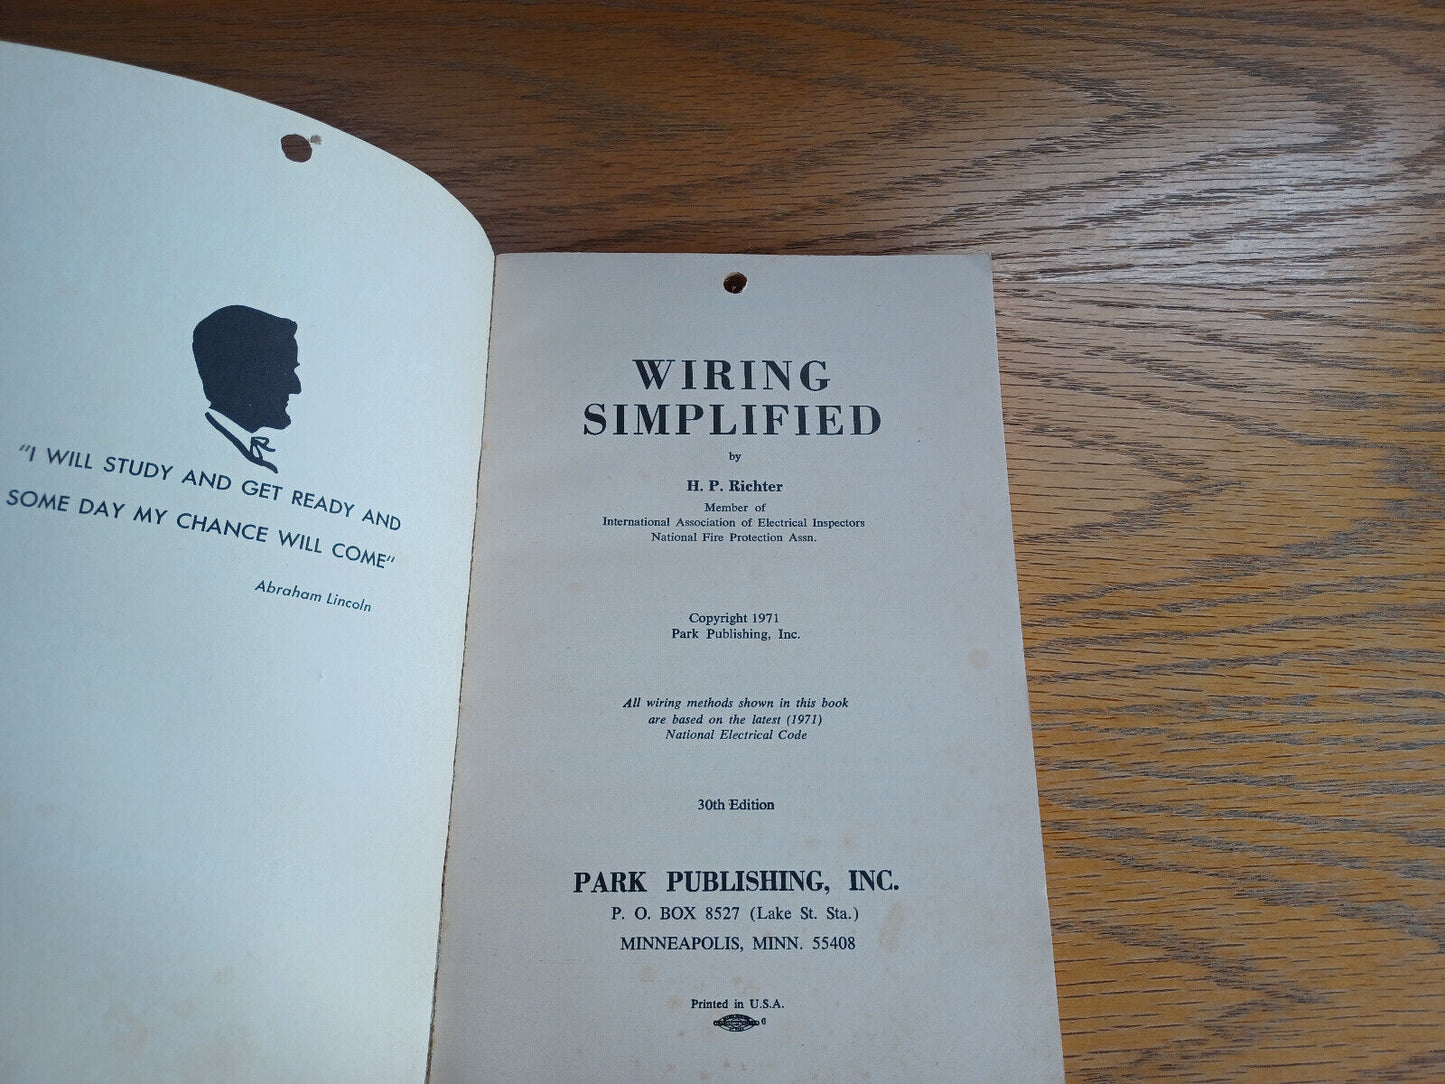 "I WILL STUDY AND GET READY AND
SOME DAY MY CHANCE WILL COME"
Abraham Lincoln
WIRING
SIMPLIFIED
by
H. P. Richter
Member of
International Association of Electrical Inspectors
National Fire Protection Assn.
Copyright 1971
Park Publishing, Inc.
All wiring methods shown in this book
are based on the latest (1971)
National Electrical Code
30th Edition
PARK PUBLISHING, INC.
P. O. BOX 8527 (Lake St. Sta.)
MINNEAPOLIS, MINN. 55408
Printed in U.S.A.
6